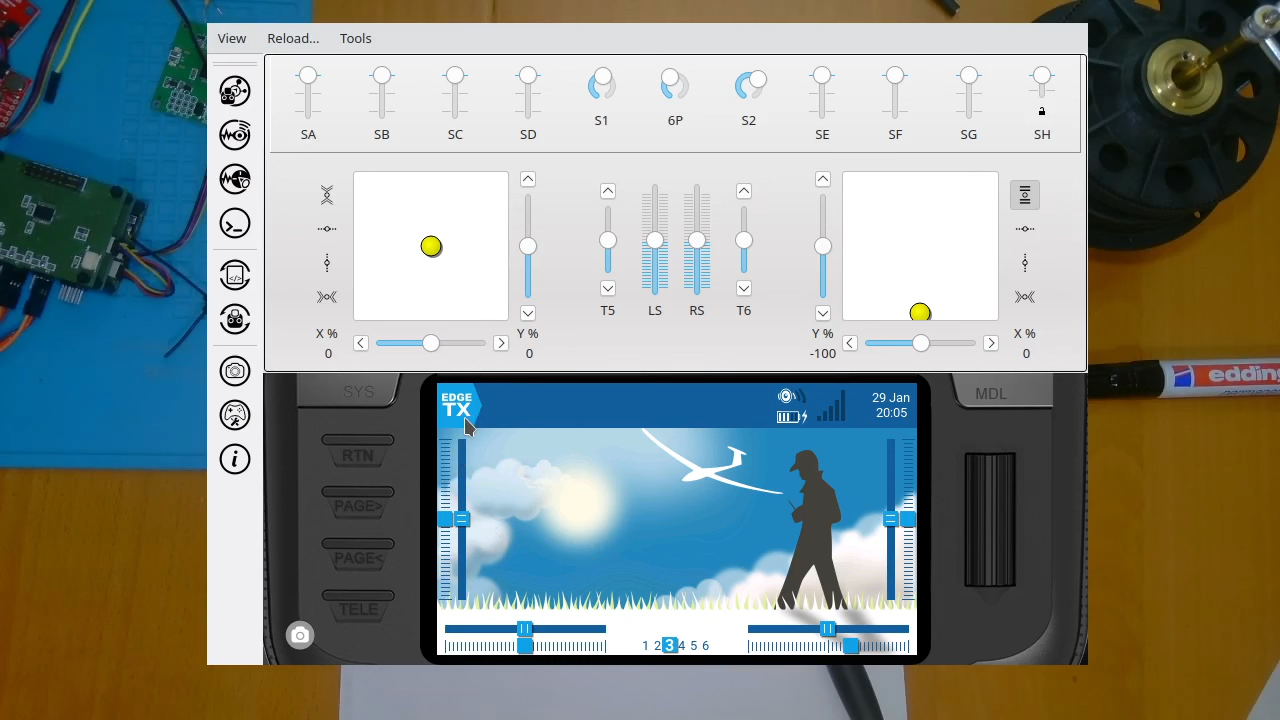 View Reload... Tools
SA SB SC SD S1 6P S2 SE SF SG SH
T5 LS RS T6
X % Y % Y % X %
0 0 -100 0
SYS MDL
EDGE
TX
29 Jan
20:05
RTN
PAGE>
PAGE<
TELE
1 2 3 4 5 6
edding